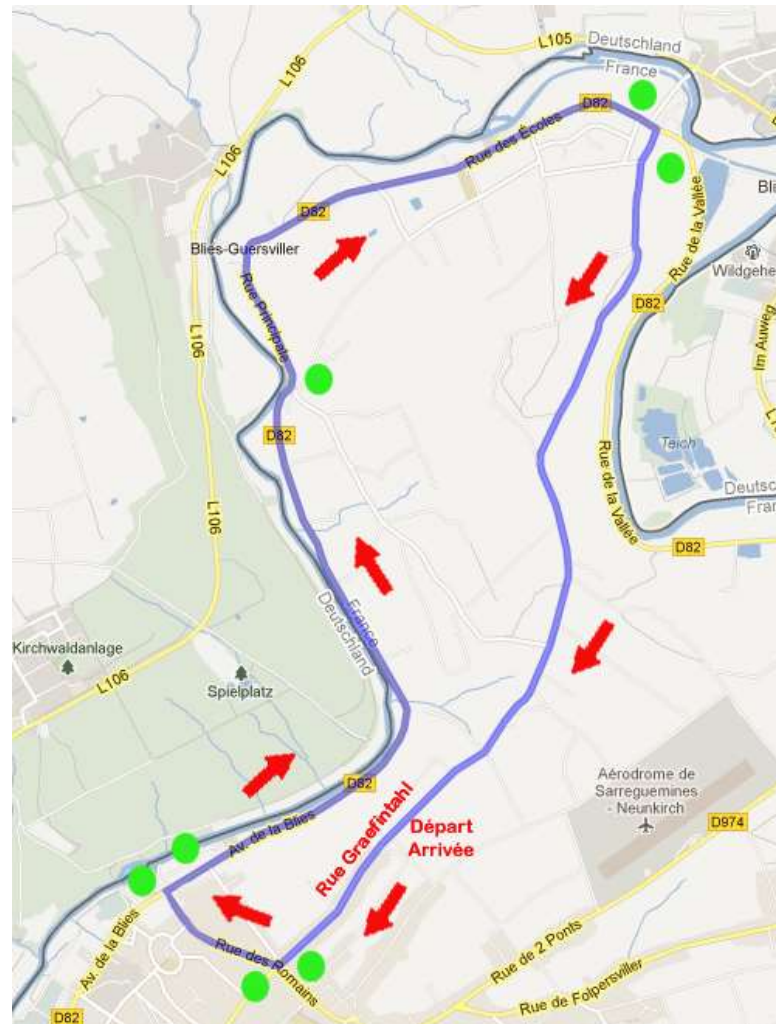 L106
L105
Deutschland
France
D82
L106
Rue des Écoles
D82
Bli
Rue de la Vallée
Blies-Guersviller
Wildgehe
Rue Principale
D82
Im Auweg
L106
D82
Teich
Rue de la Vallée
L106
Deutsc
Fran
D82
France
Deutschland
Kirchwaldanlage
L106
Spielplatz
Aérodrome de
Sarreguemines
- Neunkirch
D82
Rue Graefintahl
Départ
Arrivée
D974
Av. de la Blies
Av. de la Blies
Rue des Romains
Rue de 2 Ponts
Rue de Folpersviller
D82